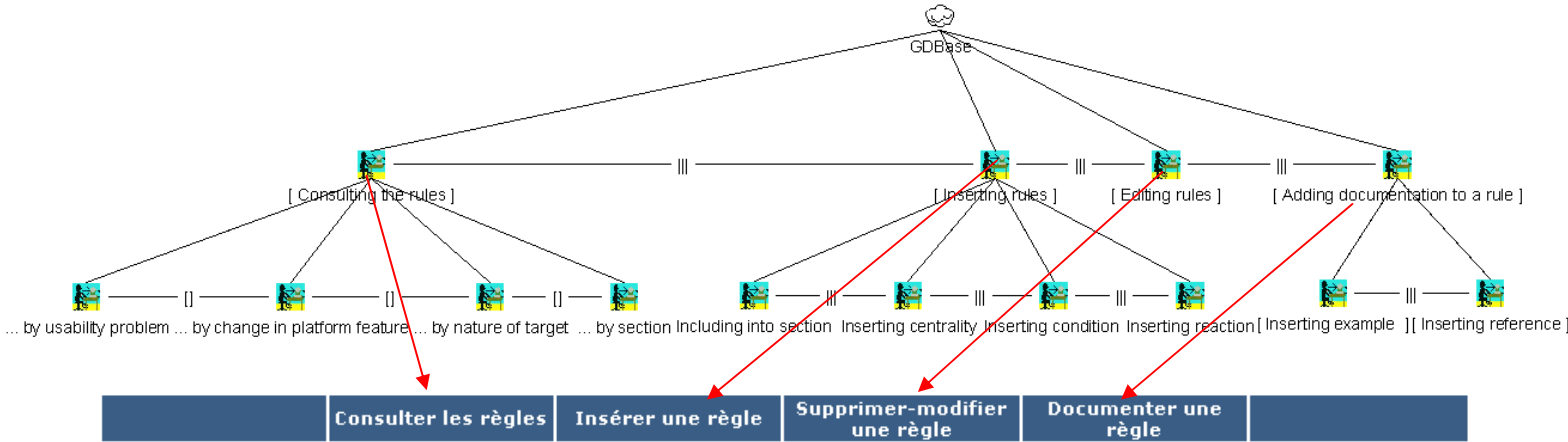 GDBase
|||
|||
|||
[ Consulting the rules ]
[ Inserting rules ]
[ Editing rules ]
[ Adding documentation to a rule ]
[]
[]
[]
|||
|||
|||
|||
... by usability problem
... by change in platform feature
... by nature of target
... by section
Including into section
Inserting centrality
Inserting condition
Inserting reaction
[ Inserting example ]
[ Inserting reference ]
Consulter les règles
Insérer une règle
Supprimer-modifier
une règle
Documenter une
règle